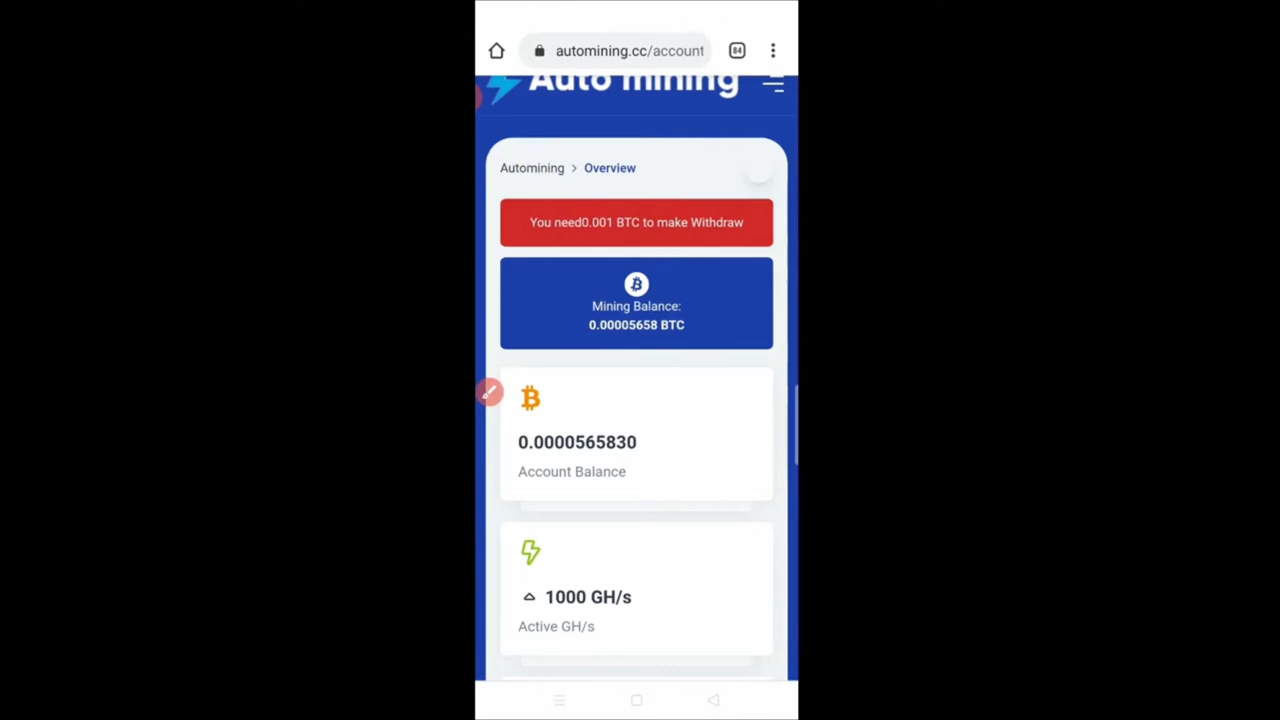 automining.cc/account
84
Auto mining
Automining > Overview
You need0.001 BTC to make Withdraw
Mining Balance:
0.00005658 BTC
0.0000565830
Account Balance
1000 GH/s
Active GH/s